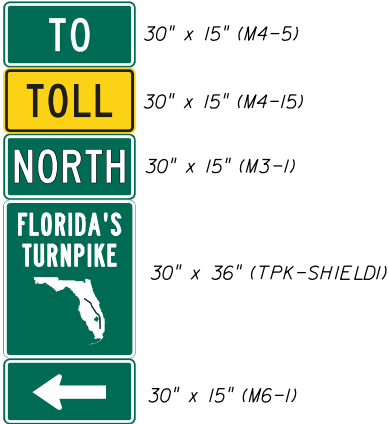 TO 30" x 15" (M4-5)
TOLL 30" x 15" (M4-15)
NORTH 30" x 15" (M3-1)
FLORIDA'S
TURNPIKE
30" x 36" (TPK-SHIELD1)
30" x 15" (M6-1)